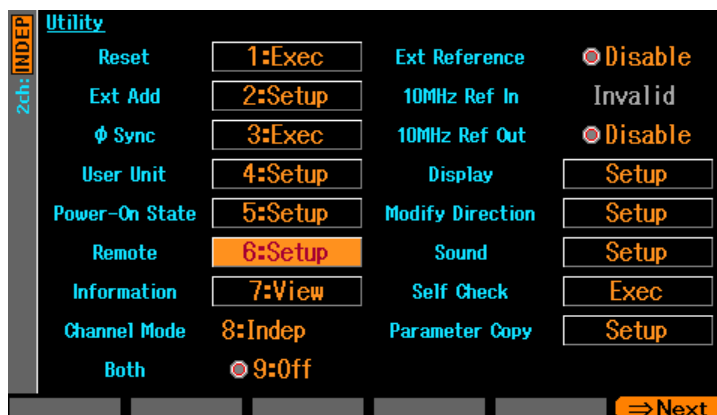 Utility
2ch: INDEP
Reset 1:Exec Ext Reference Disable
Ext Add 2:Setup 10MHz Ref In Invalid
ϕ Sync 3:Exec 10MHz Ref Out Disable
User Unit 4:Setup Display Setup
Power-On State 5:Setup Modify Direction Setup
Remote 6:Setup Sound Setup
Information 7:View Self Check Exec
Channel Mode 8:Indep Parameter Copy Setup
Both 9:Off
⇒Next